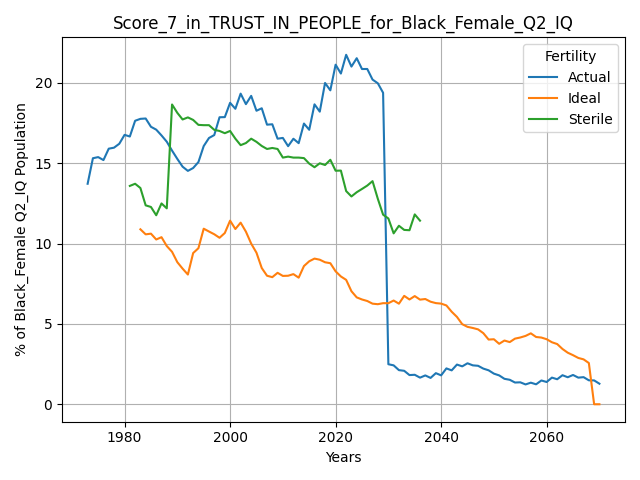 Score_7_in_TRUST_IN_PEOPLE_for_Black_Female_Q2_IQ
Fertility
Actual
Ideal
Sterile
% of Black_Female Q2_IQ Population
20
15
10
5
0
1980
2000
2020
2040
2060
Years